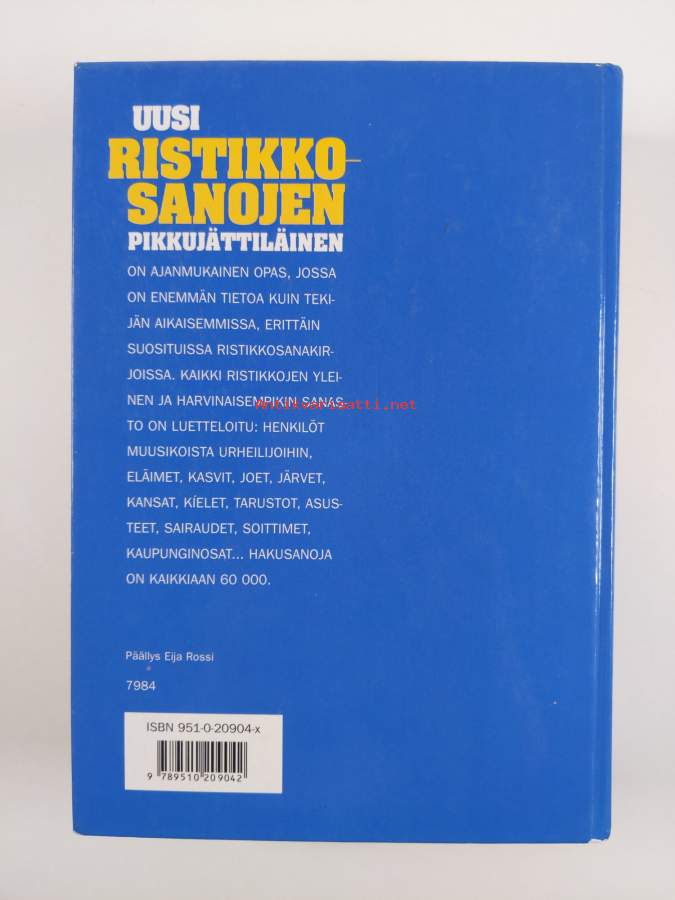 UUSI
RISTIKKO-
SANOJEN
PIKKUJÄTTILÄINEN
ON AJANMUKAINEN OPAS, JOSSA
ON ENEMMÄN TIETOA KUIN TEKI-
JÄN AIKAISEMMISSA, ERITTÄIN
SUOSITUISSA RISTIKKOSANAKIR-
JOISSA. KAIKKI RISTIKKOJEN YLEI-
NEN JA HARVINAISEMPIKIN SANAS-
Antikvariaatti.net
TO ON LUETTELOITU: HENKILÖT
MUUSIKOISTA URHEILIJOIHIN,
ELÄIMET, KASVIT, JOET, JÄRVET,
KANSAT, KIELET, TARUSTOT, ASUS-
TEET, SAIRAUDET, SOITTIMET,
KAUPUNGINOSAT... HAKUSANOJA
ON KAIKKIAAN 60 000.
Päällys Eija Rossi
7984
ISBN 951-0-20904-x
9 789510 209042